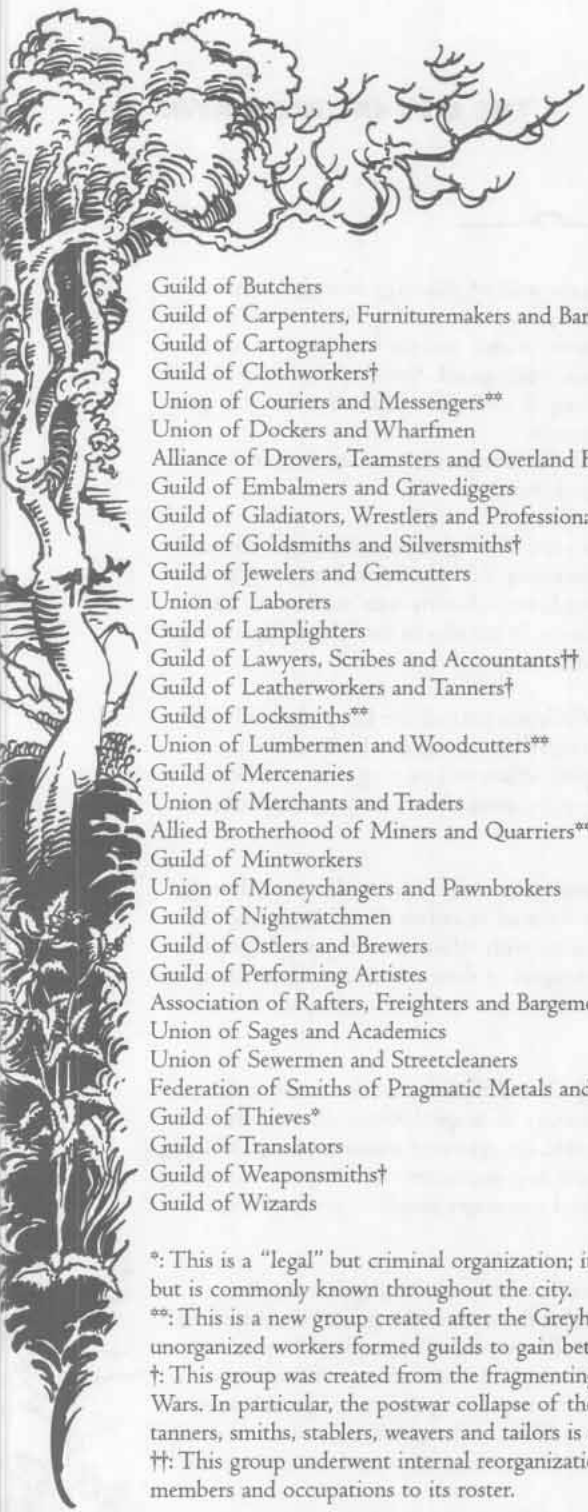 Guild of Butchers
Guild of Carpenters, Furnituremakers and Bar
Guild of Cartographers
Guild of Clothworkers†
Union of Couriers and Messengers**
Union of Dockers and Wharfmen
Alliance of Drovers, Teamsters and Overland F
Guild of Embalmers and Gravediggers
Guild of Gladiators, Wrestlers and Professiona
Guild of Goldsmiths and Silversmiths†
Guild of Jewelers and Gemcutters
Union of Laborers
Guild of Lamplighters
Guild of Lawyers, Scribes and Accountants††
Guild of Leatherworkers and Tanners†
Guild of Locksmiths**
Union of Lumbermen and Woodcutters**
Guild of Mercenaries
Union of Merchants and Traders
Allied Brotherhood of Miners and Quarriers**
Guild of Mintworkers
Union of Moneychangers and Pawnbrokers
Guild of Nightwatchmen
Guild of Ostlers and Brewers
Guild of Performing Artistes
Association of Rafters, Freighters and Bargeme
Union of Sages and Academics
Union of Sewermen and Streetcleaners
Federation of Smiths of Pragmatic Metals and
Guild of Thieves*
Guild of Translators
Guild of Weaponsmiths†
Guild of Wizards
*: This is a “legal” but criminal organization; i
but is commonly known throughout the city.
**: This is a new group created after the Greyh
unorganized workers formed guilds to gain bet
†: This group was created from the fragmenting
Wars. In particular, the postwar collapse of the
tanners, smiths, stablers, weavers and tailors is
††: This group underwent internal reorganizatio
members and occupations to its roster.